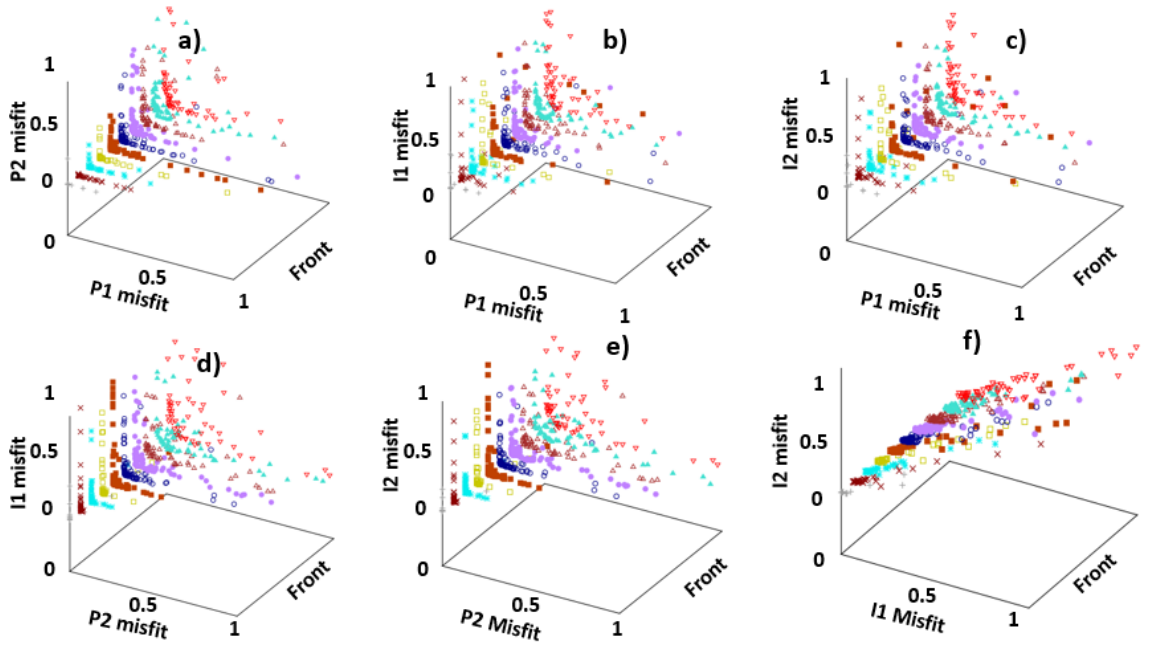 a)
1
0.5
0
0
P2 misfit
P1 misfit
0.5
1
Front
b)
1
0.5
0
0
I1 misfit
P1 misfit
0.5
1
Front
c)
1
0.5
0
0
I2 misfit
P1 misfit
0.5
1
Front
d)
1
0.5
0
0
I1 misfit
P2 misfit
0.5
1
Front
e)
1
0.5
0
0
I2 misfit
P2 Misfit
0.5
1
Front
f)
1
0.5
0
0
I2 misfit
I1 Misfit
0.5
1
Front